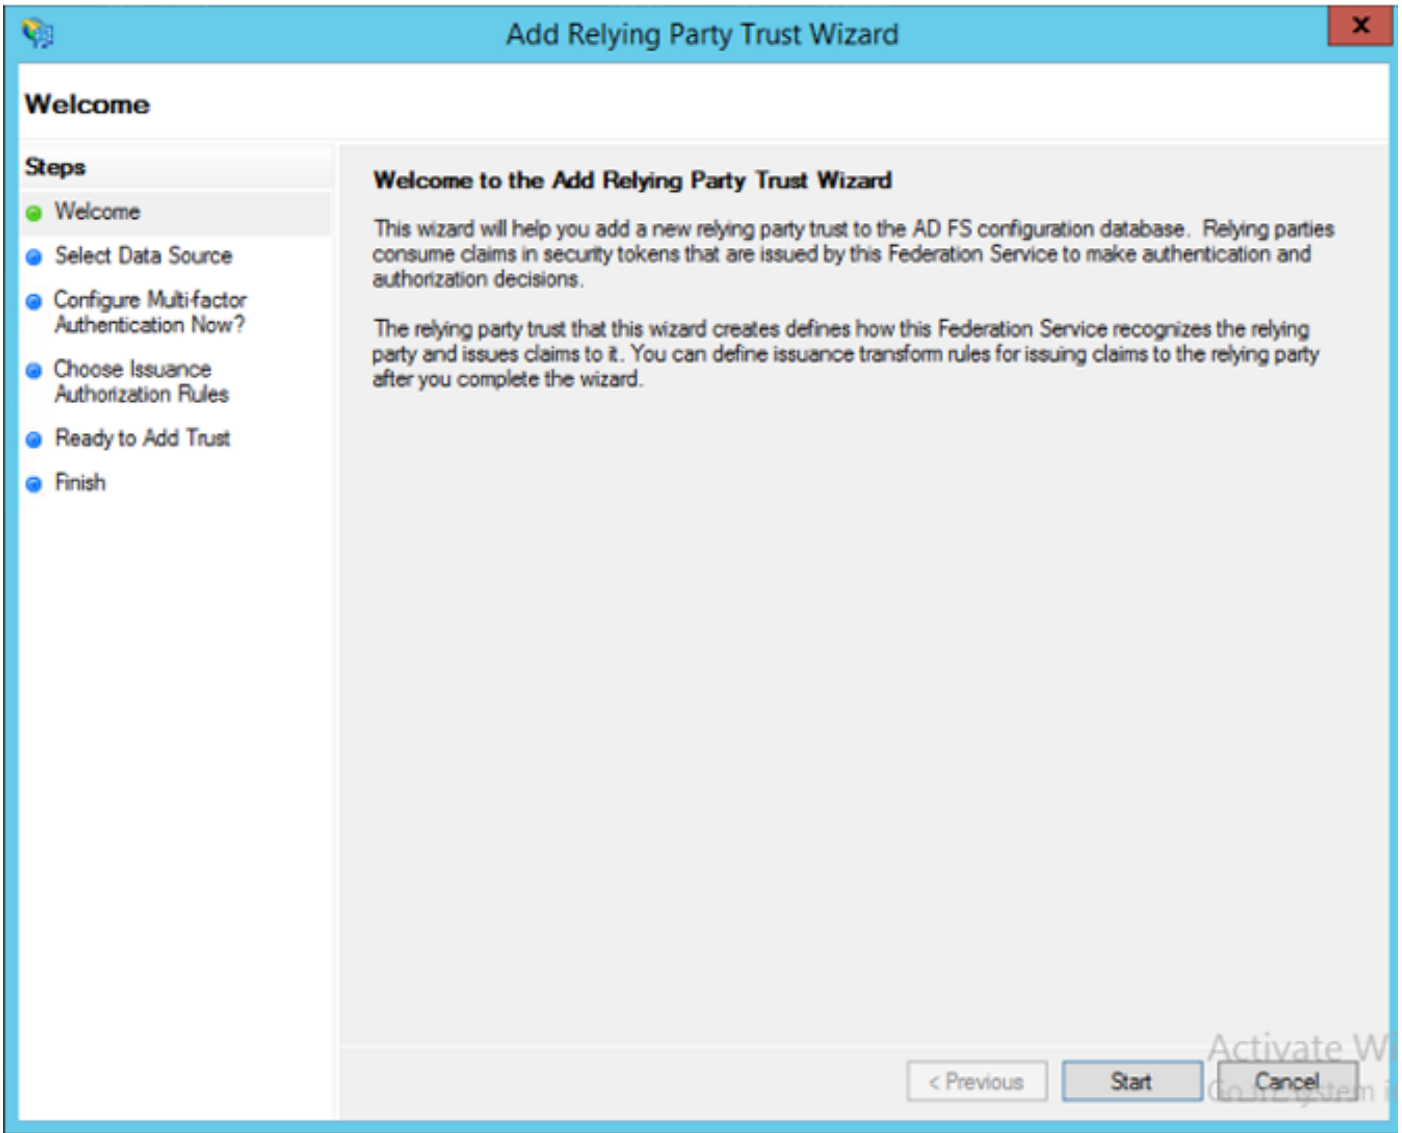 Add Relying Party Trust Wizard
x
Welcome
Steps
Welcome
Select Data Source
Configure Multi-factor
Authentication Now?
Choose Issuance
Authorization Rules
Ready to Add Trust
Finish
Welcome to the Add Relying Party Trust Wizard
This wizard will help you add a new relying party trust to the AD FS configuration database.  Relying parties
consume claims in security tokens that are issued by this Federation Service to make authentication and
authorization decisions.
The relying party trust that this wizard creates defines how this Federation Service recognizes the relying
party and issues claims to it. You can define issuance transform rules for issuing claims to the relying party
after you complete the wizard.
Activate
< Previous
Start
Cancel